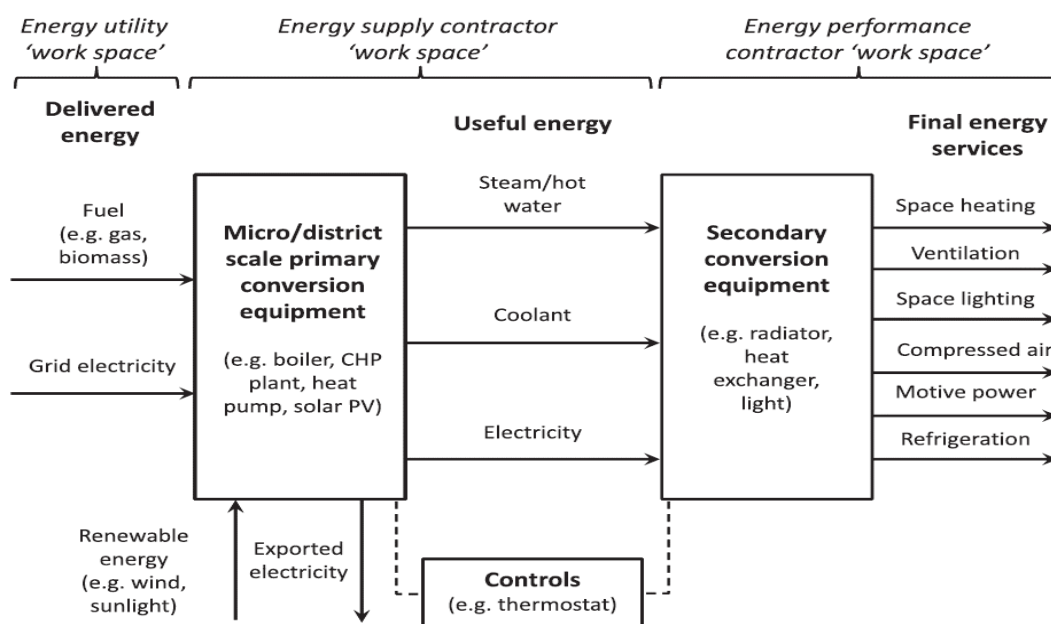 Energy utility
‘work space’
Energy supply contractor
‘work space’
Energy performance
contractor ‘work space’
Delivered
energy
Useful energy
Final energy
services
Fuel
(e.g. gas,
biomass)
Grid electricity
Micro/district
scale primary
conversion
equipment
(e.g. boiler, CHP
plant, heat
pump, solar PV)
Steam/hot
water
Coolant
Electricity
Secondary
conversion
equipment
(e.g. radiator,
heat
exchanger,
light)
Space heating
Ventilation
Space lighting
Compressed air
Motive power
Refrigeration
Renewable
energy
(e.g. wind,
sunlight)
Exported
electricity
Controls
(e.g. thermostat)